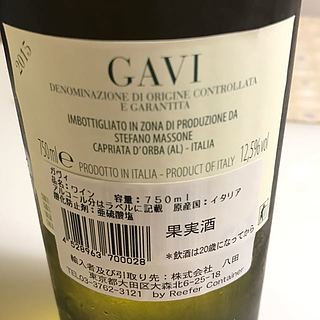 2015
GAVI
DENOMINAZIONE DI ORIGINE CONTROLLATA
E GARANTITA
IMBOTTIGLIATO IN ZONA DI PRODUZIONE DA
STEFANO MASSONE
CAPRIATA D'ORBA (AL) - ITALIA
750ml e
12,5% vol
PRODOTTO IN ITALIA - PRODUCT OF ITALY
ガヴィ
品名:ワイン 容量:750ml 原産国:イタリア
アルコール分はラベルに記載
酸化防止剤:亜硫酸塩
果実酒
4 528963 700028
*飲酒は20歳になってから
輸入者及び引取り先:株式会社 八田
東京都大田区大森北6-25-18
TEL 03-3762-3121 by Reefer Container